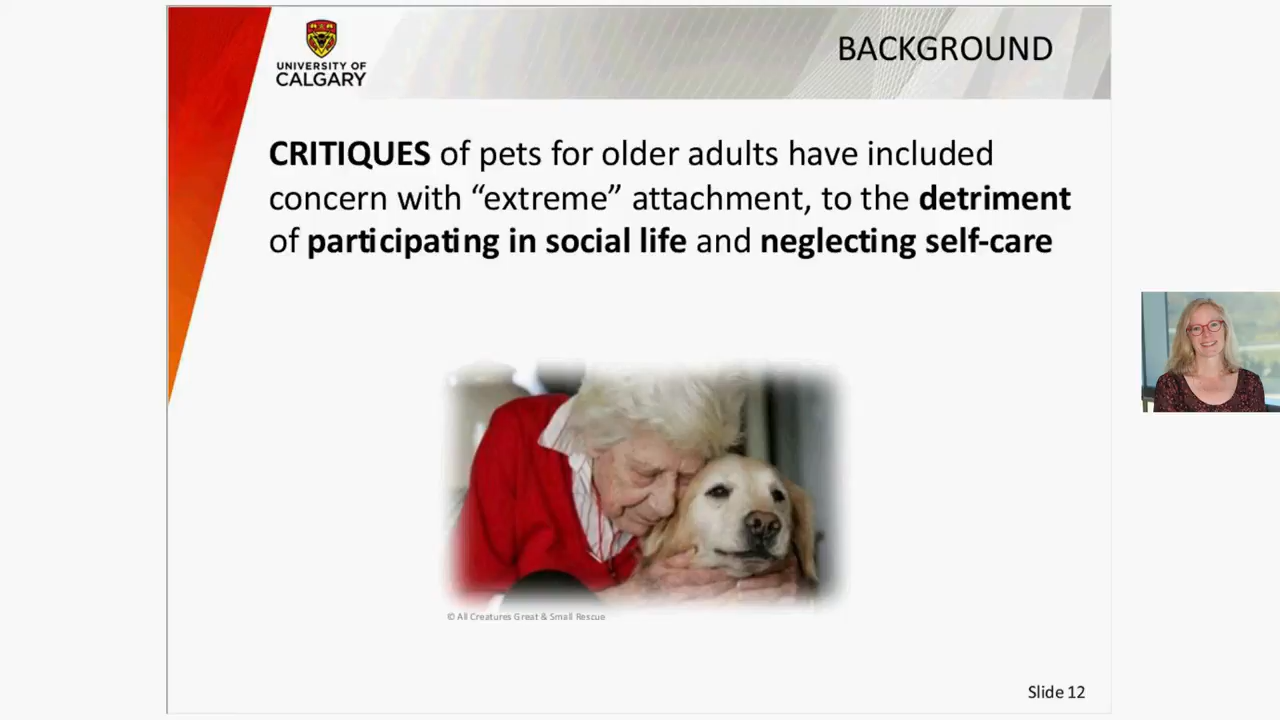 UNIVERSITY OF
CALGARY
BACKGROUND
CRITIQUES of pets for older adults have included
concern with “extreme” attachment, to the detriment
of participating in social life and neglecting self-care
© All Creatures Great & Small Rescue
Slide 12